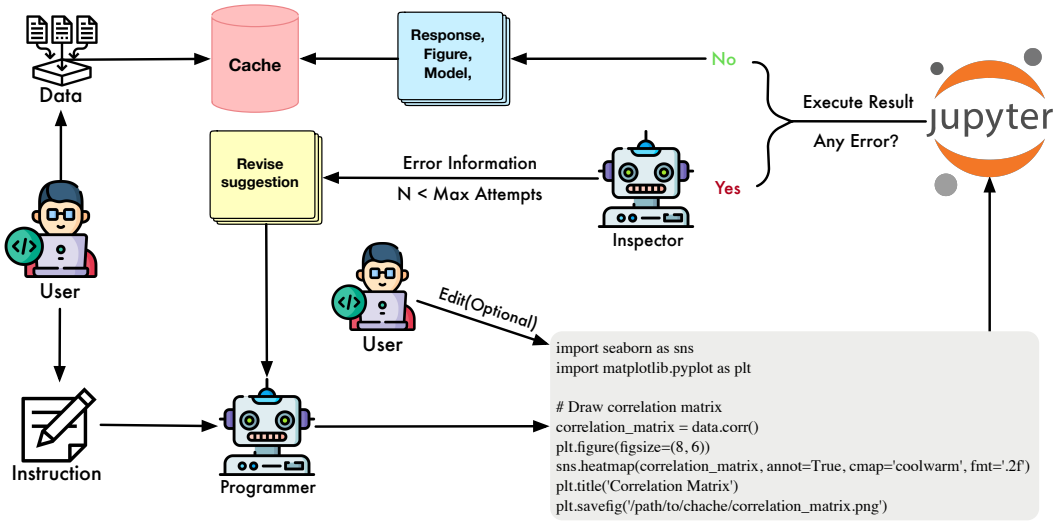 Data
Cache
Response,
Figure,
Model,
No
Execute Result
Any Error?
jupyter
Revise
suggestion
Error Information
N < Max Attempts
Yes
Inspector
</>
User
</>
User
Edit(Optional)
import seaborn as sns
import matplotlib.pyplot as plt
# Draw correlation matrix
correlation_matrix = data.corr()
plt.figure(figsize=(8, 6))
sns.heatmap(correlation_matrix, annot=True, cmap='coolwarm', fmt='.2f')
plt.title('Correlation Matrix')
plt.savefig('/path/to/chache/correlation_matrix.png')
Instruction
Programmer